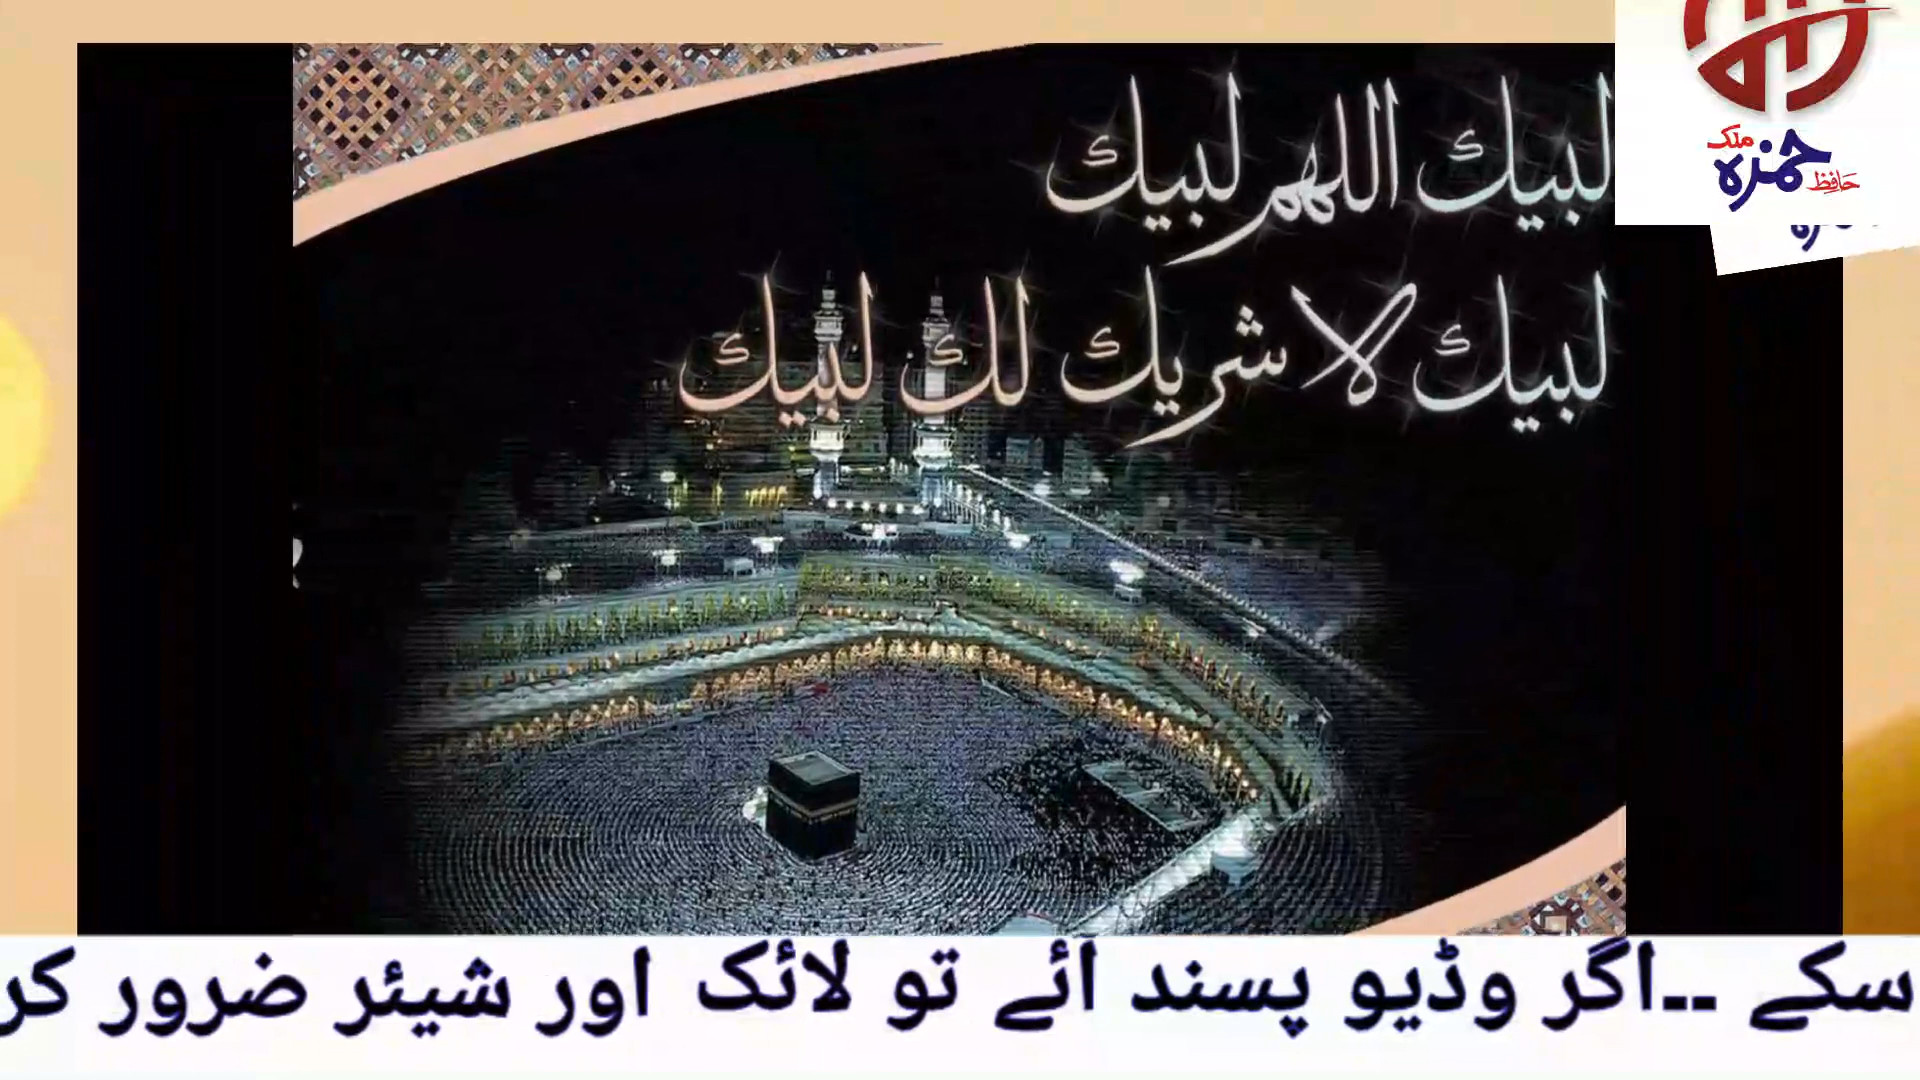 لبيك اللهم لبيك
لبيك لا شريك لك لبيك
ملک
حمزہ
حافظ
سکے ۔۔اگر وڈیو پسند آئے تو لائک اور شیئر ضرور کر